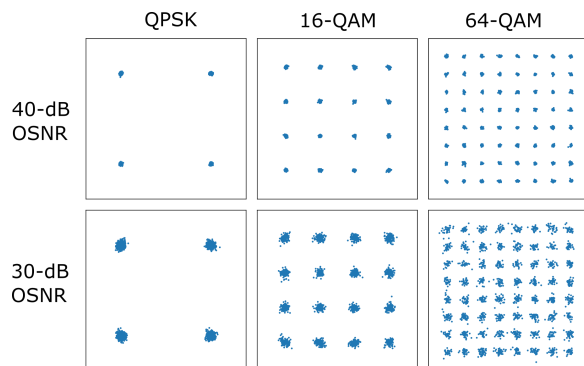 QPSK 16-QAM 64-QAM
40-dB
OSNR
30-dB
OSNR